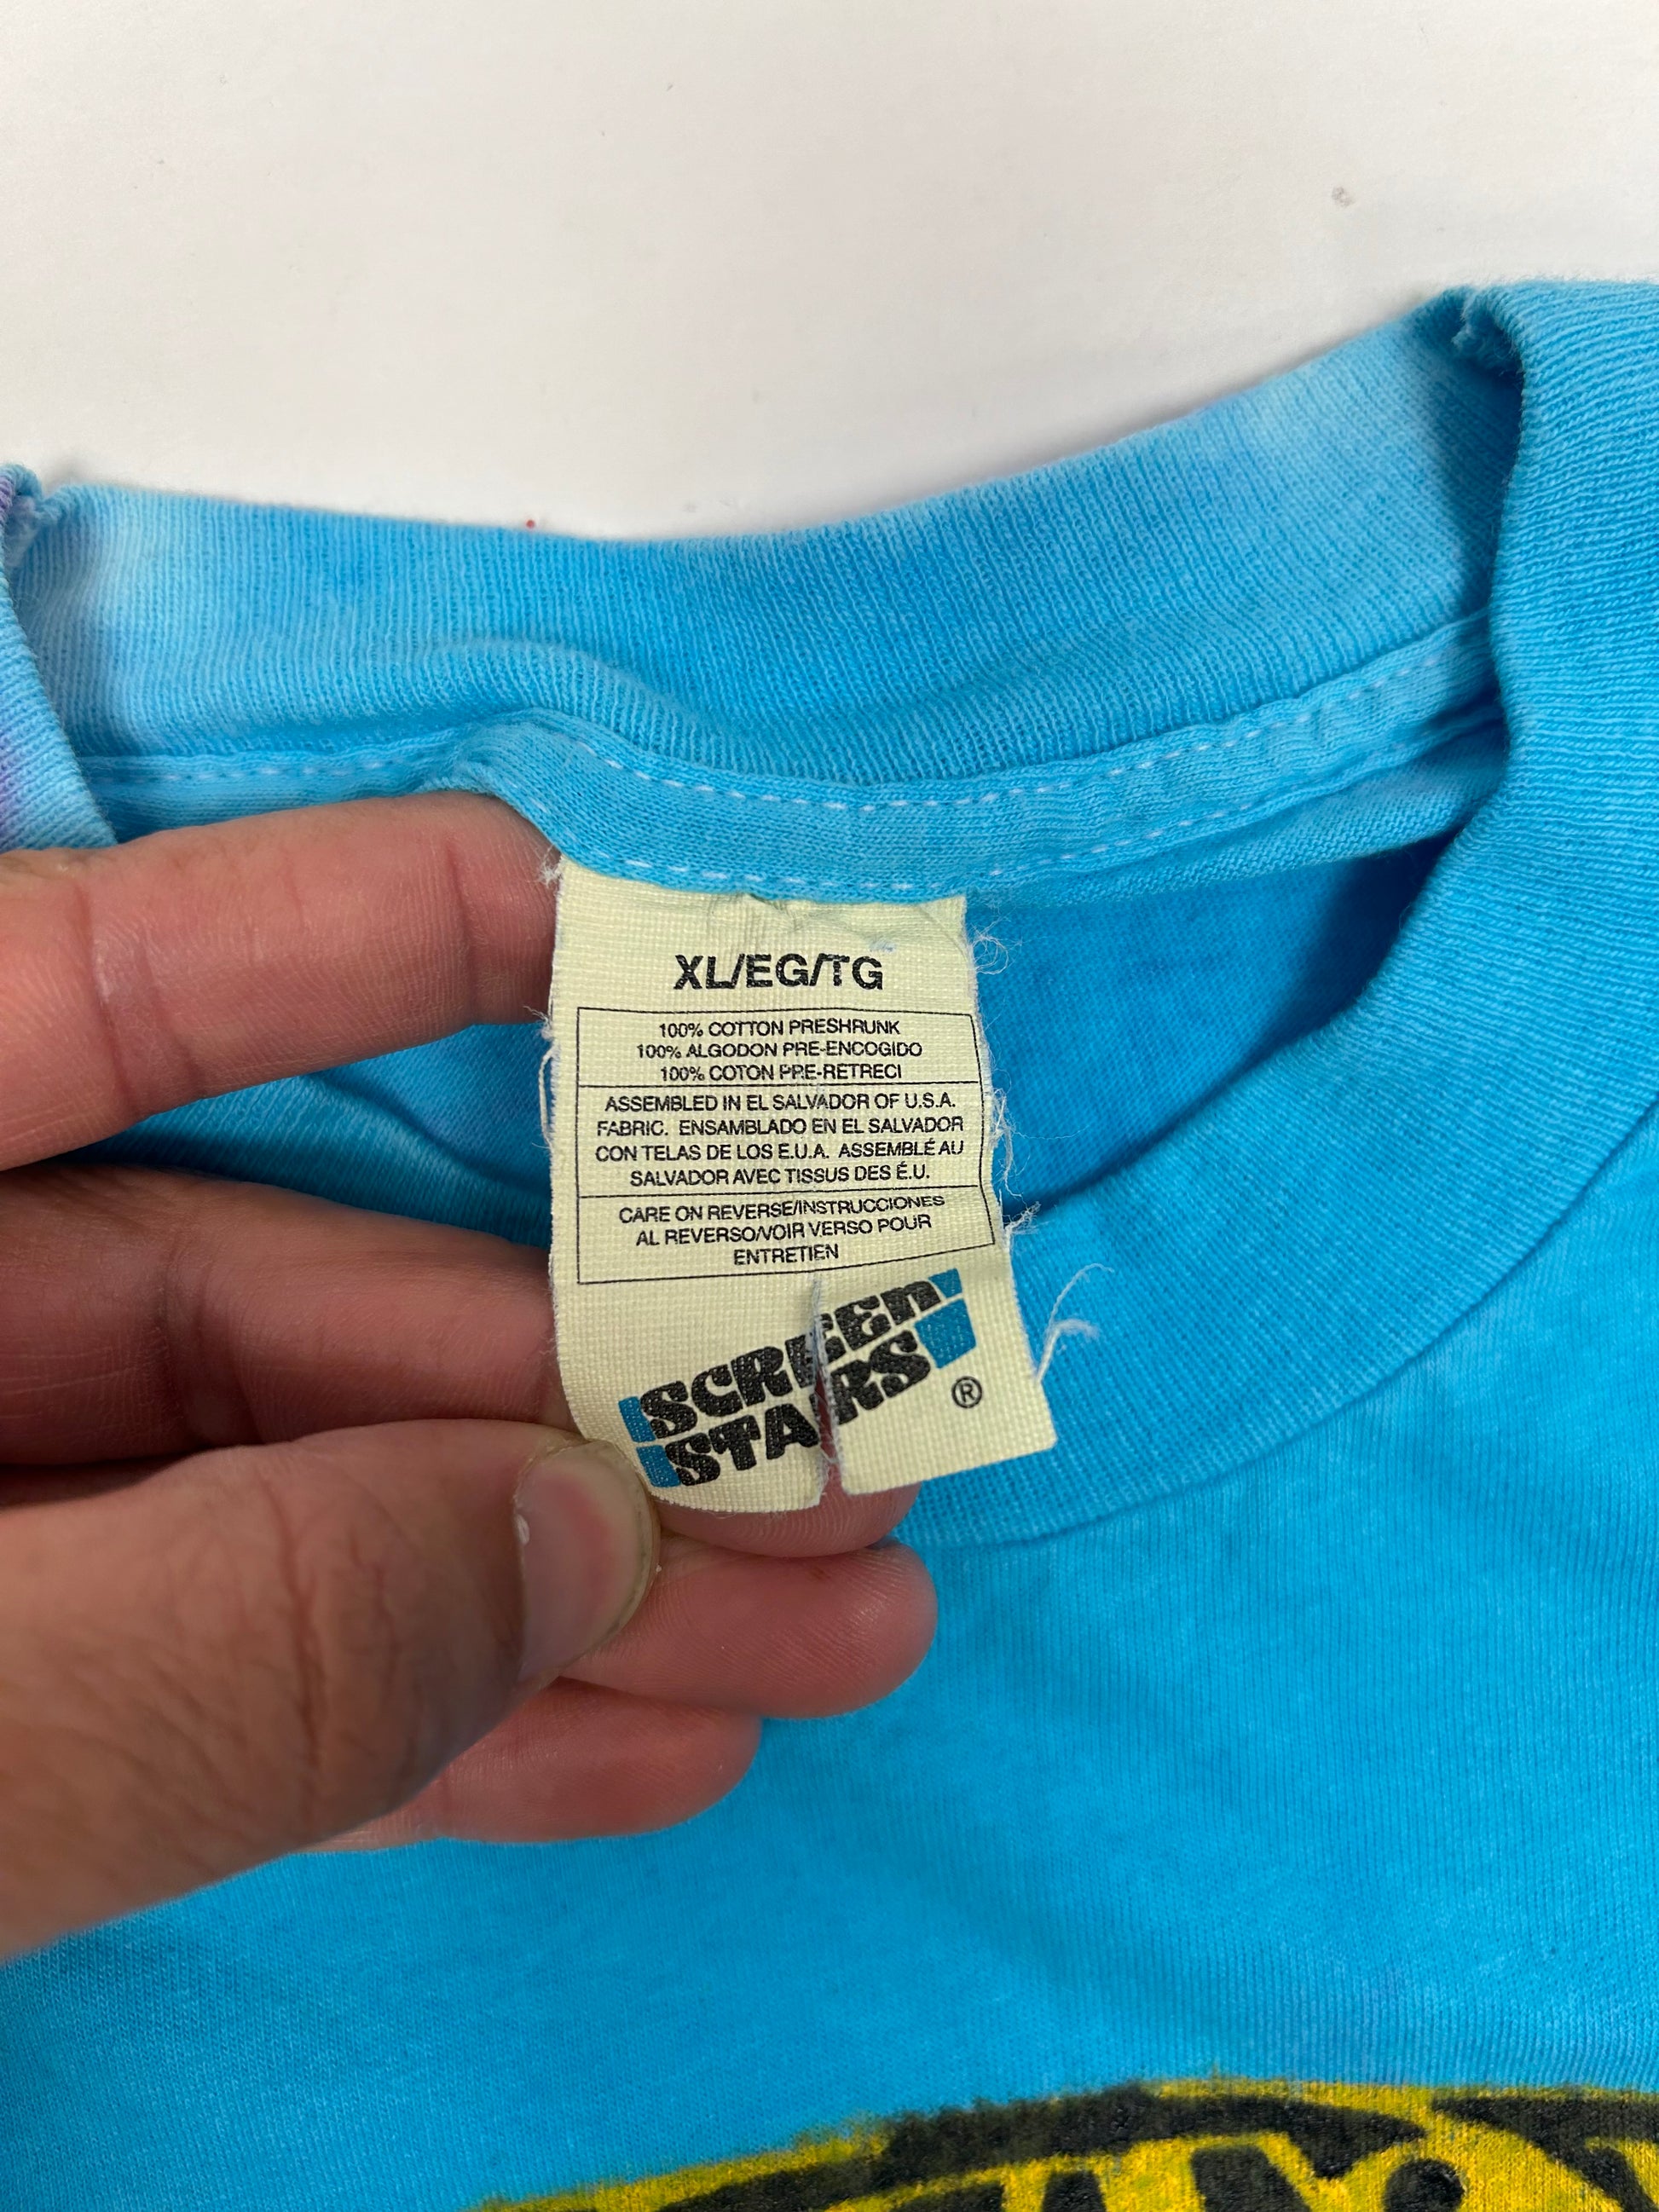 XL/EG/TG
100% COTTON PRESHRUNK
100% ALGODON PRE-ENCOGIDO
100% COTON PRE-RETRECI
ASSEMBLED IN EL SALVADOR OF U.S.A.
FABRIC. ENSAMBLADO EN EL SALVADOR
CON TELAS DE LOS E.U.A. ASSEMBLÉ AU
SALVADOR AVEC TISSUS DES É.U.
CARE ON REVERSE/INSTRUCCIONES
AL REVERSO/VOIR VERSO POUR
ENTRETIEN
SCREEN
STARS
®